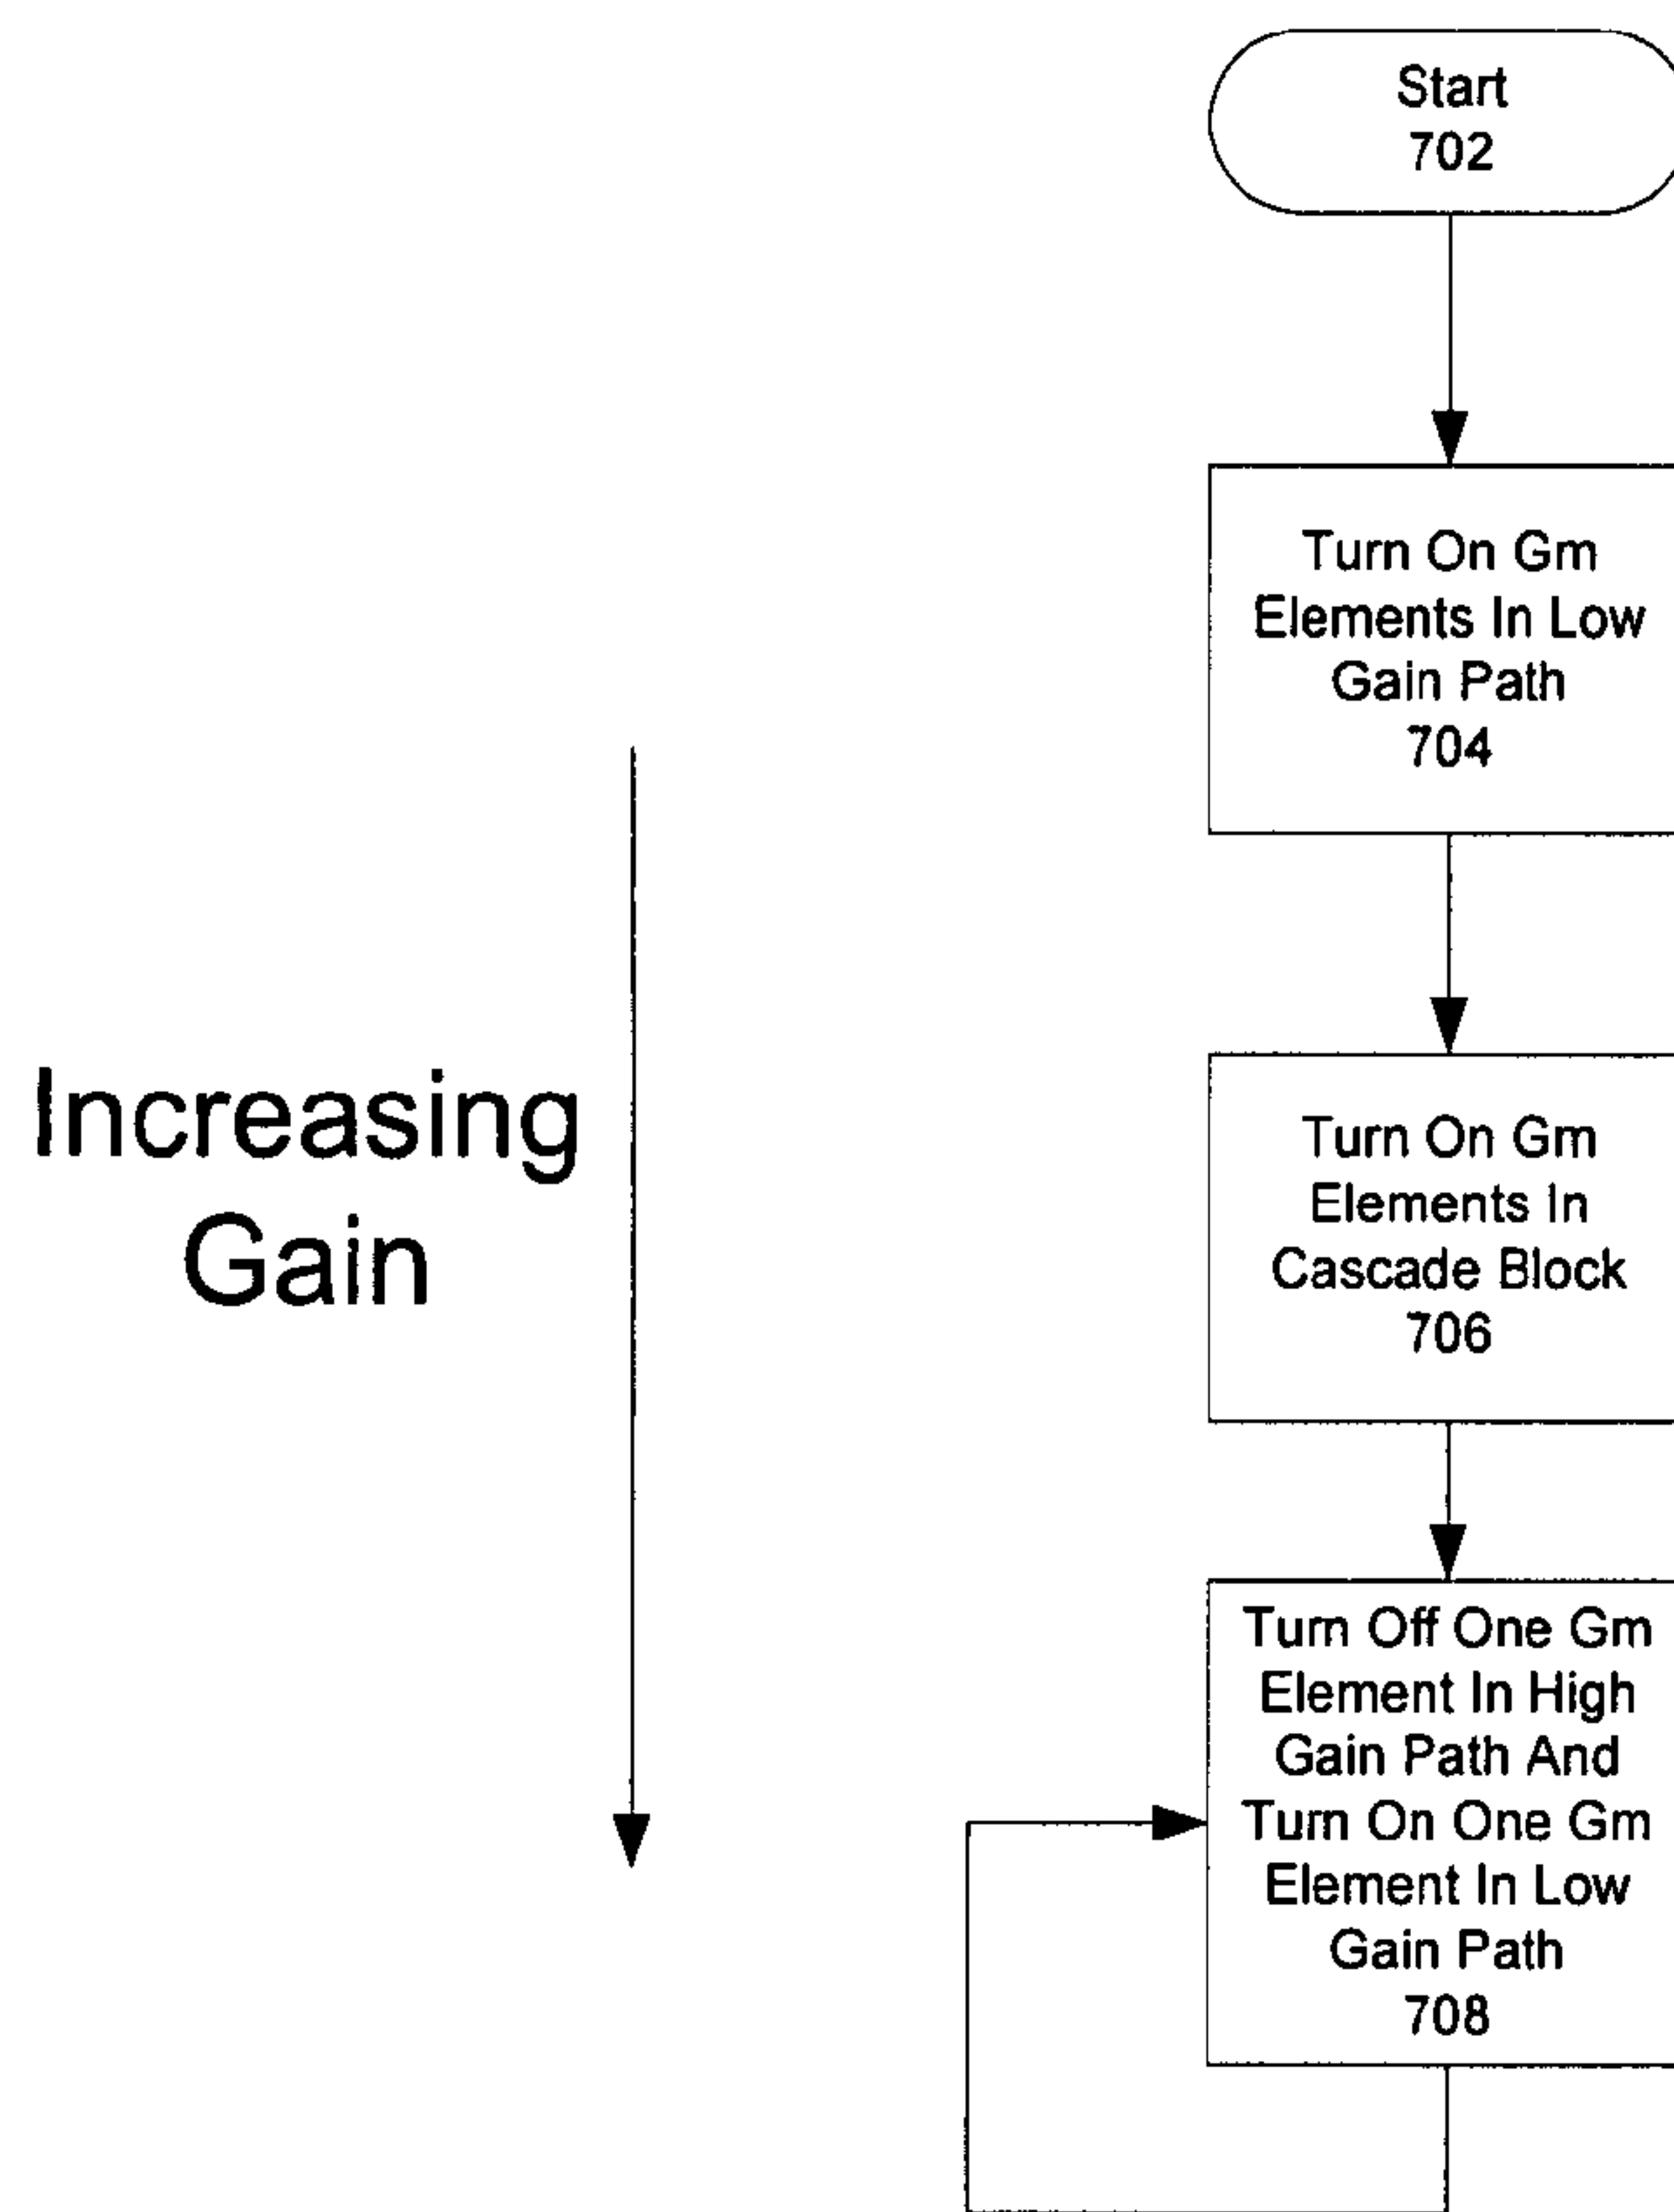 Start
702
Turn On Gm
Elements In Low
Gain Path
704
Increasing
Gain
Turn On Gm
Elements In
Cascade Block
706
Turn Off One Gm
Element In High
Gain Path And
Turn On One Gm
Element In Low
Gain Path
708